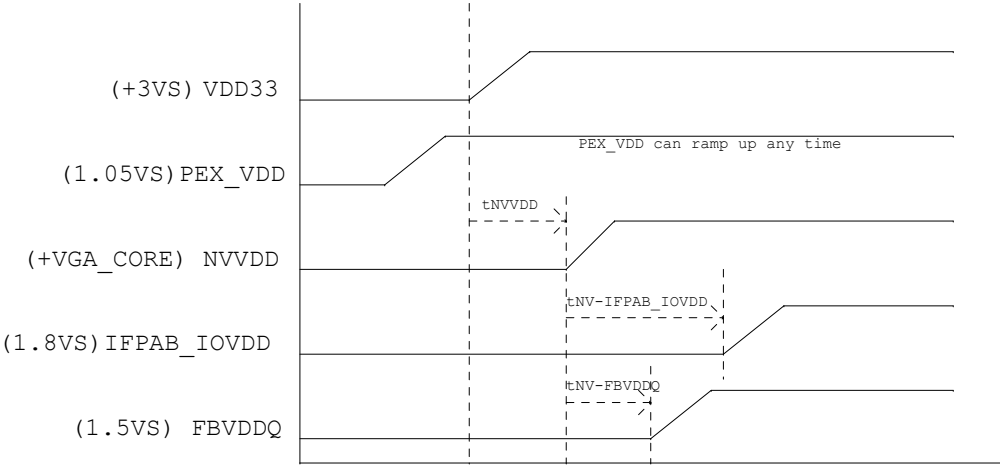 (+3VS) VDD33
PEX_VDD can ramp up any time
(1.05VS) PEX_VDD
tNVVDD
(+VGA_CORE) NVVDD
tNV-IFPAB_IOVDD
(1.8VS) IFPAB_IOVDD
tNV-FBVDDQ
(1.5VS) FBVDDQ